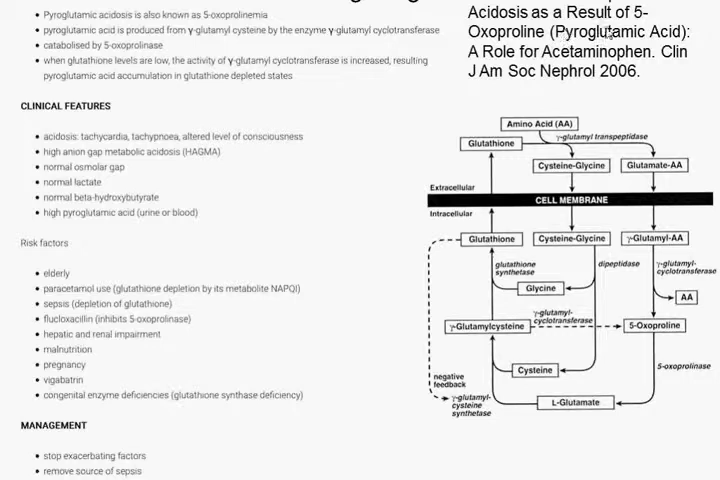 Acidosis as a Result of 5-
Oxoproline (Pyroglutamic Acid):
A Role for Acetaminophen. Clin
J Am Soc Nephrol 2006.
• Pyroglutamic acidosis is also known as 5-oxoprolinemia
• pyroglutamic acid is produced from γ-glutamyl cysteine by the enzyme γ-glutamyl cyclotransferase
• catabolised by 5-oxoprolinase
• when glutathione levels are low, the activity of γ-glutamyl cyclotransferase is increased, resulting
pyroglutamic acid accumulation in glutathione depleted states
CLINICAL FEATURES
• acidosis: tachycardia, tachypnoea, altered level of consciousness
• high anion gap metabolic acidosis (HAGMA)
• normal osmolar gap
• normal lactate
• normal beta-hydroxybutyrate
• high pyroglutamic acid (urine or blood)
Risk factors
• elderly
• paracetamol use (glutathione depletion by its metabolite NAPQI)
• sepsis (depletion of glutathione)
• flucloxacillin (inhibits 5-oxoprolinase)
• hepatic and renal impairment
• malnutrition
• pregnancy
• vigabatrin
• congenital enzyme deficiencies (glutathione synthase deficiency)
MANAGEMENT
• stop exacerbating factors
• remove source of sepsis
Amino Acid (AA)
γ-glutamyl transpeptidase
Glutathione
Cysteine-Glycine
Glutamate-AA
Extracellular
CELL MEMBRANE
Intracellular
Glutathione
Cysteine-Glycine
γ-Glutamyl-AA
glutathione
synthetase
dipeptidase
γ-glutamyl-
cyclotransferase
Glycine
AA
γ-glutamyl-
cyclotransferase
γ-Glutamylcysteine
5-Oxoproline
5-oxoprolinase
Cysteine
negative
feedback
γ-glutamyl-
cysteine
synthetase
L-Glutamate